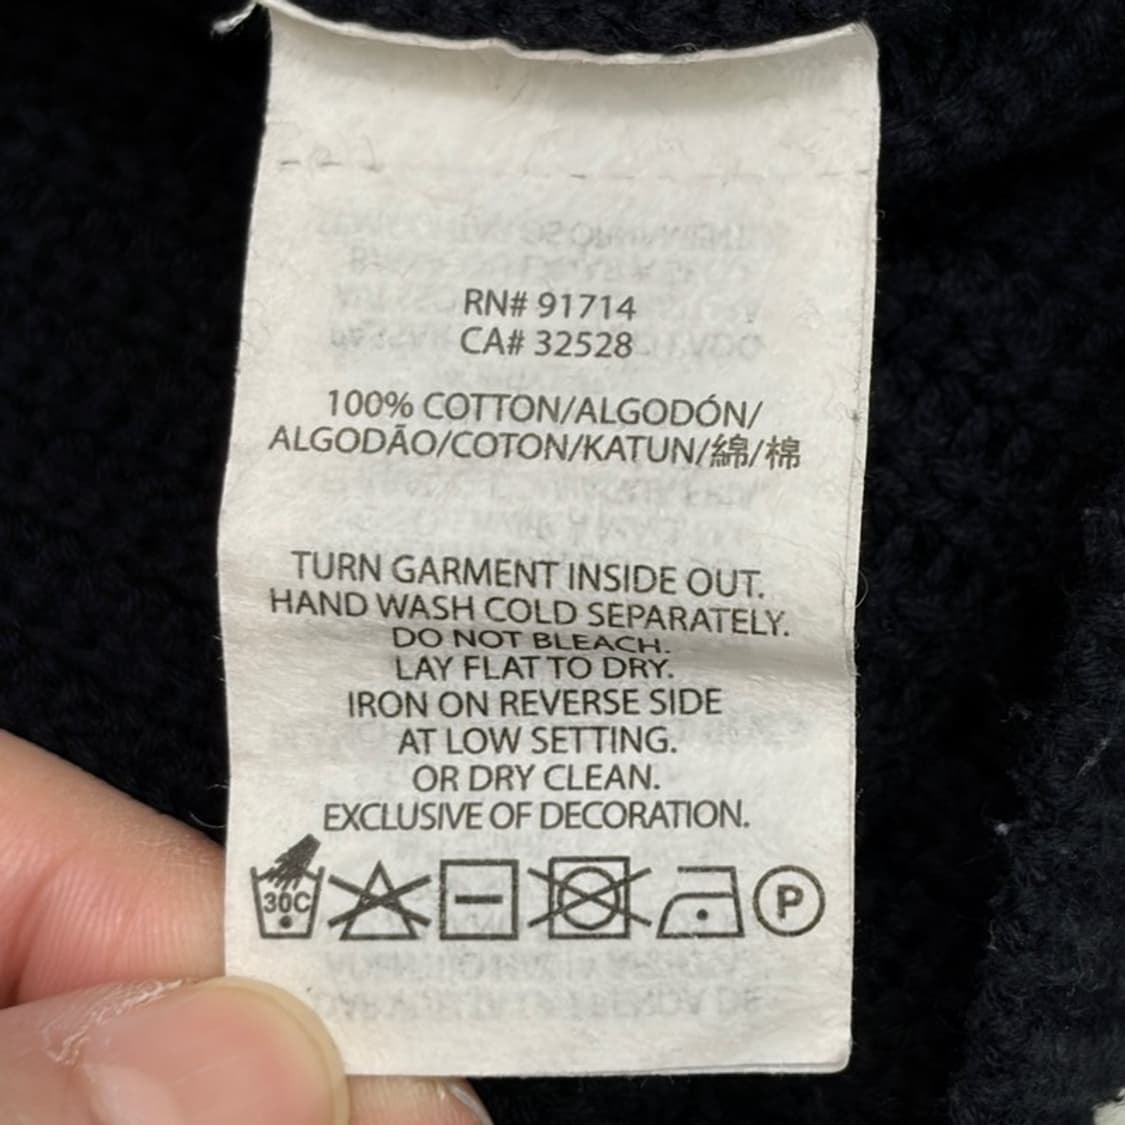 RN# 91714
CA# 32528
100% COTTON/ALGODÓN/
ALGODÃO/COTON/KATUN/綿/棉
TURN GARMENT INSIDE OUT.
HAND WASH COLD SEPARATELY.
DO NOT BLEACH.
LAY FLAT TO DRY.
IRON ON REVERSE SIDE
AT LOW SETTING.
OR DRY CLEAN.
EXCLUSIVE OF DECORATION.
30C
P